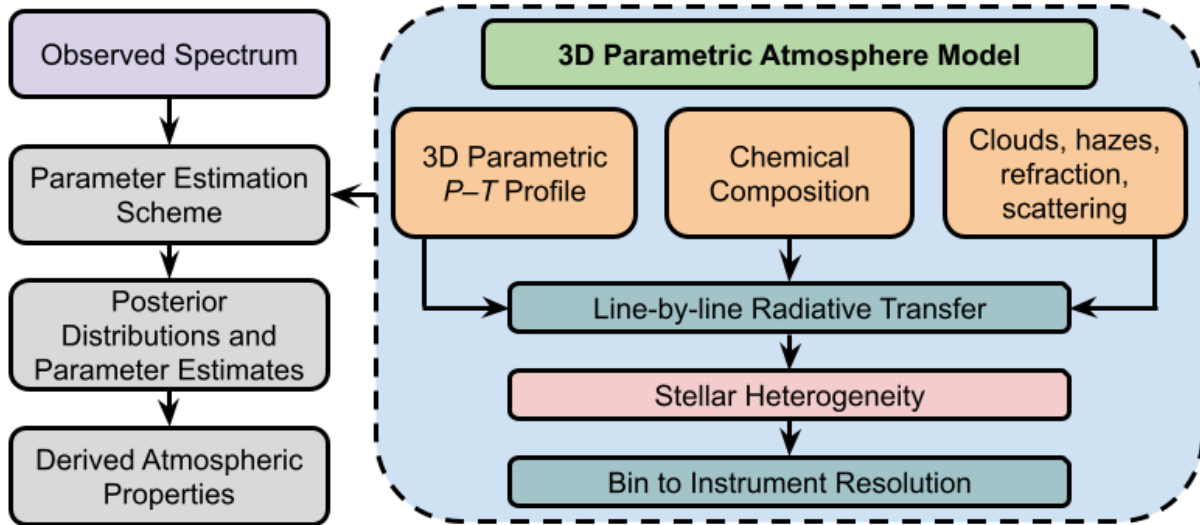 Observed Spectrum
Parameter Estimation
Scheme
Posterior
Distributions and
Parameter Estimates
Derived Atmospheric
Properties
3D Parametric Atmosphere Model
3D Parametric
P–T Profile
Chemical
Composition
Clouds, hazes,
refraction,
scattering
Line-by-line Radiative Transfer
Stellar Heterogeneity
Bin to Instrument Resolution